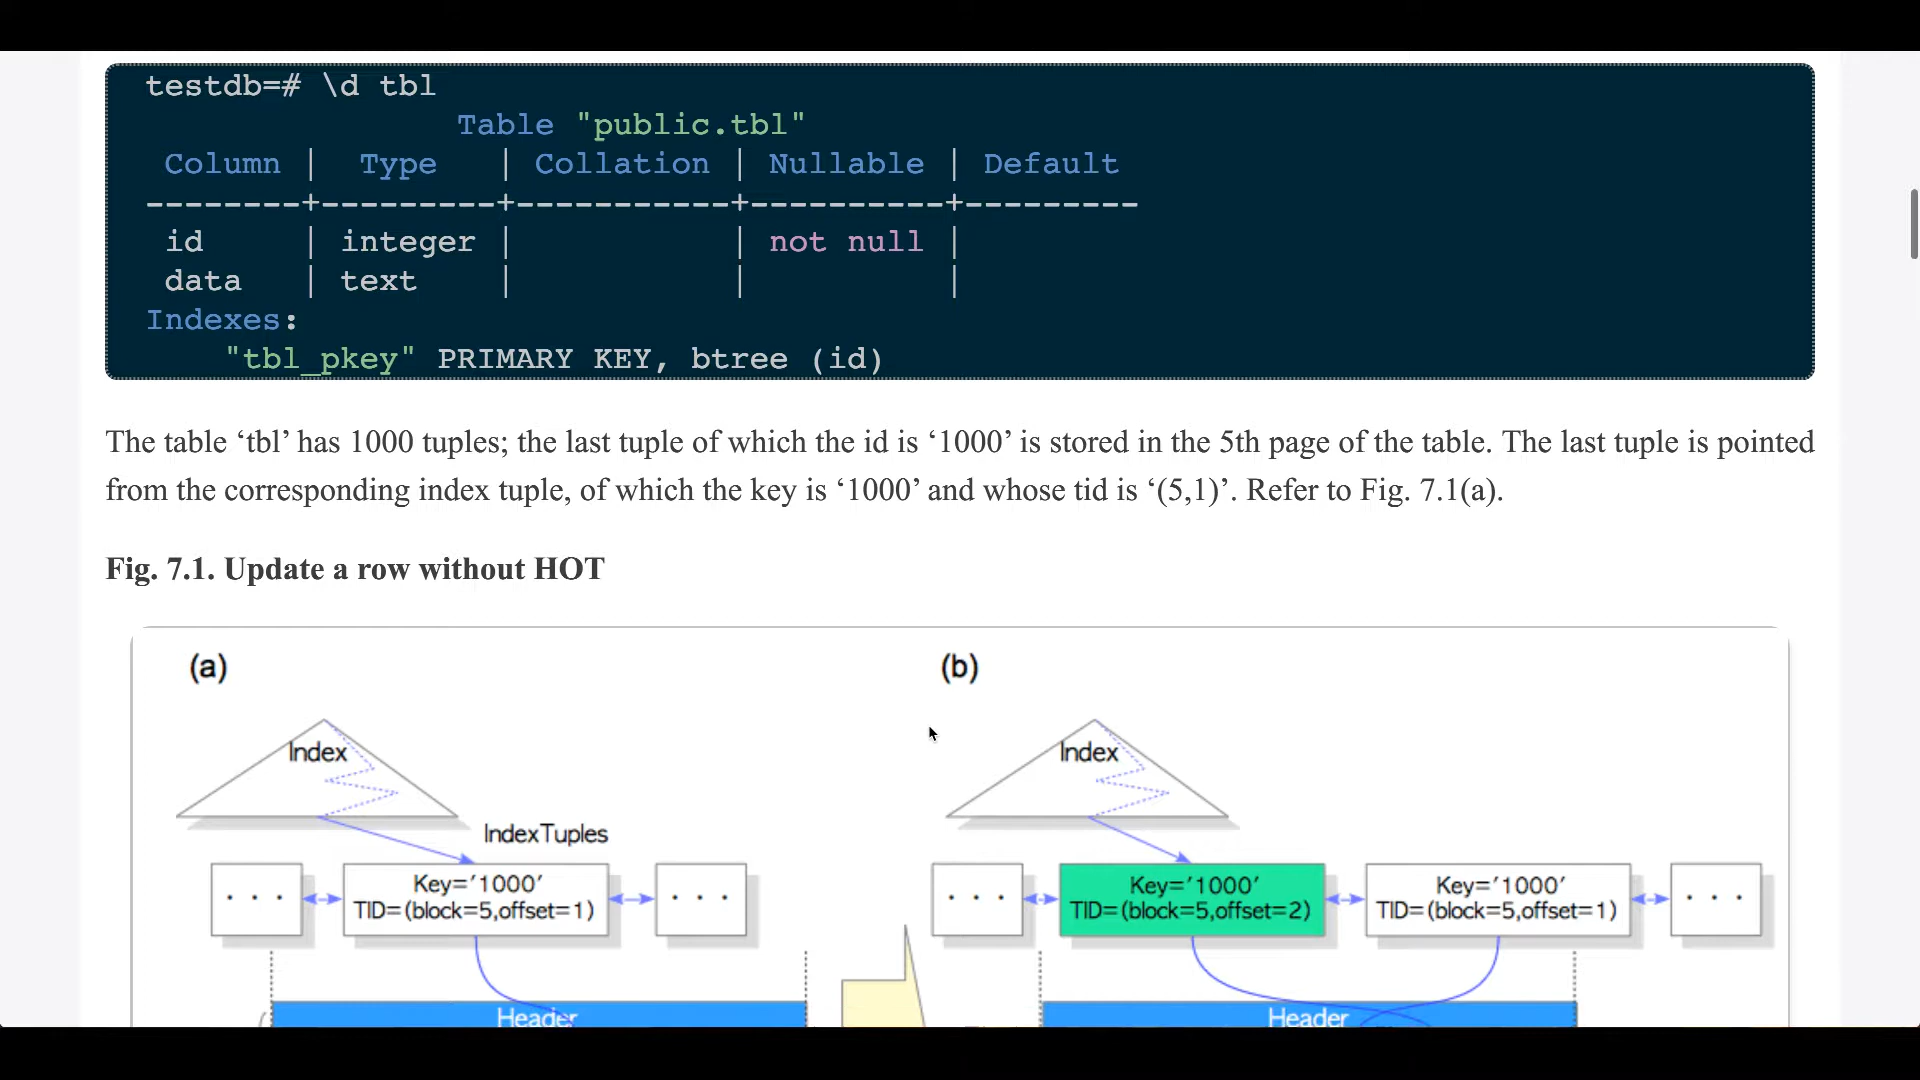 testdb=# \d tbl
Table "public.tbl"
Column | Type | Collation | Nullable | Default
--------+---------+-----------+----------+---------
id | integer | | not null |
data | text | | |
Indexes:
"tbl_pkey" PRIMARY KEY, btree (id)
The table ‘tbl’ has 1000 tuples; the last tuple of which the id is ‘1000’ is stored in the 5th page of the table. The last tuple is pointed
from the corresponding index tuple, of which the key is ‘1000’ and whose tid is ‘(5,1)’. Refer to Fig. 7.1(a).
Fig. 7.1. Update a row without HOT
(a)
Index
IndexTuples
. . .
Key='1000'
TID=(block=5,offset=1)
. . .
Header
(b)
Index
. . .
Key='1000'
TID=(block=5,offset=2)
Key='1000'
TID=(block=5,offset=1)
. . .
Header